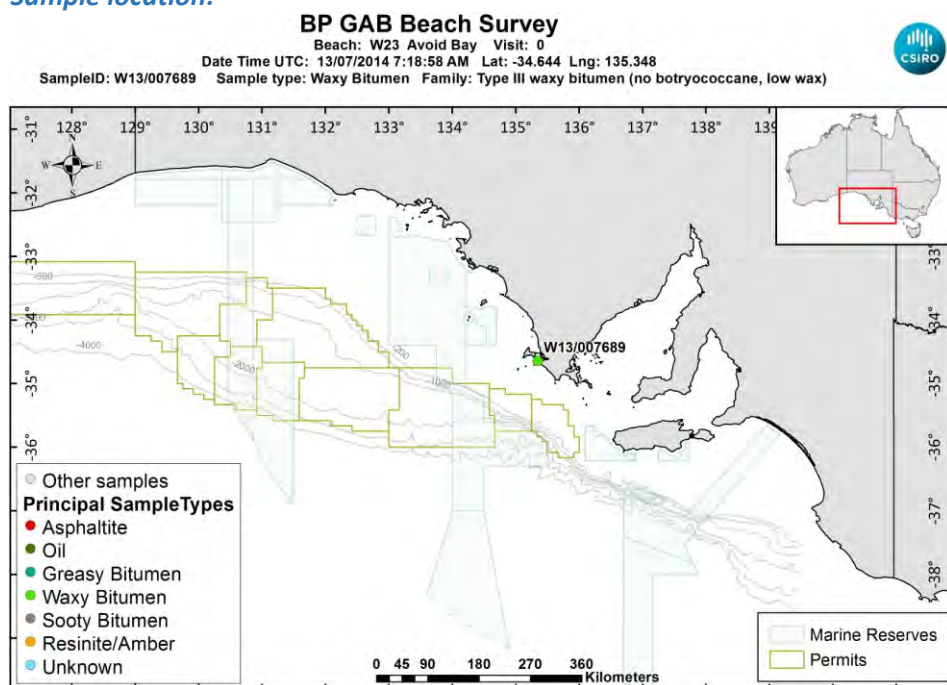 Sample location:
BP GAB Beach Survey
Beach: W23 Avoid Bay Visit: 0
Date Time UTC: 13/07/2014 7:18:58 AM Lat: -34.644 Lng: 135.348
SampleID: W13/007689 Sample type: Waxy Bitumen Family: Type III waxy bitumen (no botryococcane, low wax)
CSIRO
128° 129° 130° 131° 132° 133° 134° 135° 136° 137° 138° 139
-31°
N
W E
S
-32°
-33°
-34°
-35°
-36°
-37°
-38°
-33°
-34°
-35°
-36°
-37°
-38°
-4000
-2000
-200
-1000
W13/007689
Other samples
Principal SampleTypes
Asphaltite
Oil
Greasy Bitumen
Waxy Bitumen
Sooty Bitumen
Resinite/Amber
Unknown
0 45 90 180 270 360
Kilometers
Marine Reserves
Permits